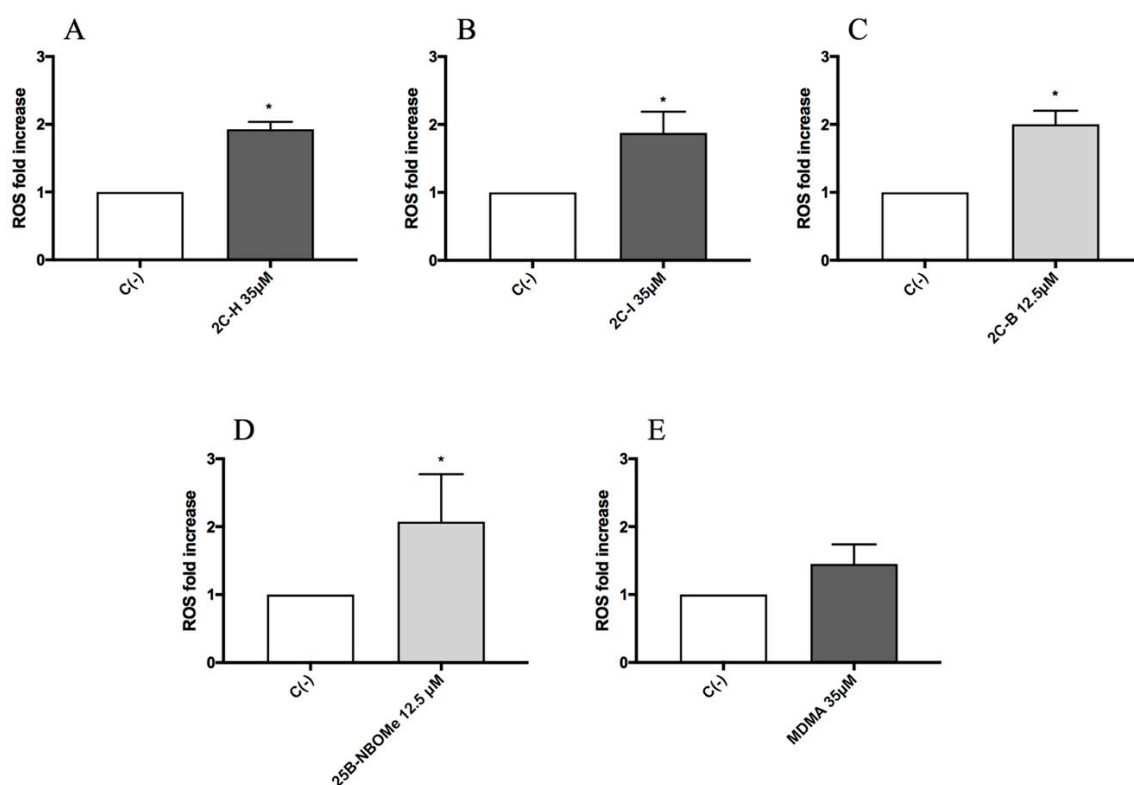 A
ROS fold increase
3
2
1
0
*
C(-)
2C-H 35µM
B
ROS fold increase
3
2
1
0
*
C(-)
2C-I 35µM
C
ROS fold increase
3
2
1
0
*
C(-)
2C-B 12.5µM
D
ROS fold increase
3
2
1
0
*
C(-)
25B-NBOMe 12.5 µM
E
ROS fold increase
3
2
1
0
C(-)
MDMA 35µM